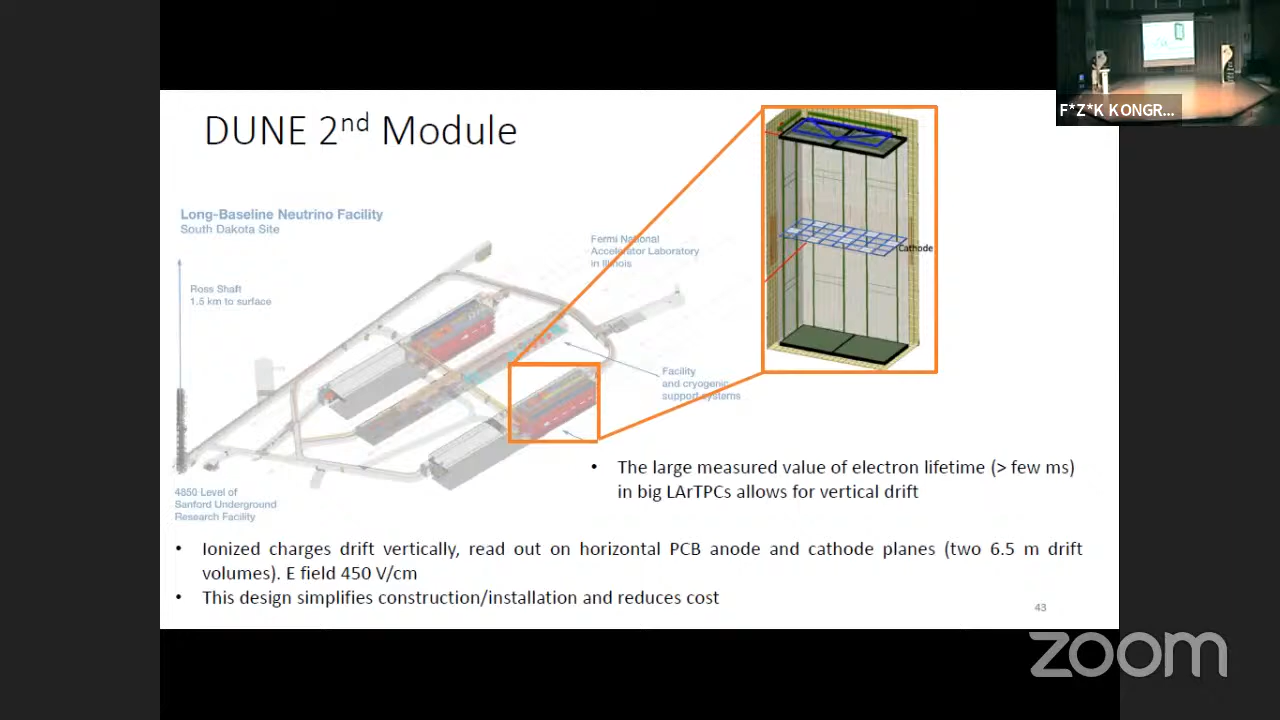 F*Z*K KONGR...
DUNE 2nd Module
Long-Baseline Neutrino Facility
South Dakota Site
Fermi National
Accelerator Laboratory
in Illinois
Ross Shaft
1.5 km to surface
Cathode
Facility
and cryogenic
support systems
4850 Level of
Sanford Underground
Research Facility
• The large measured value of electron lifetime (> few ms)
in big LArTPCs allows for vertical drift
• Ionized charges drift vertically, read out on horizontal PCB anode and cathode planes (two 6.5 m drift
volumes). E field 450 V/cm
• This design simplifies construction/installation and reduces cost
43
zoom